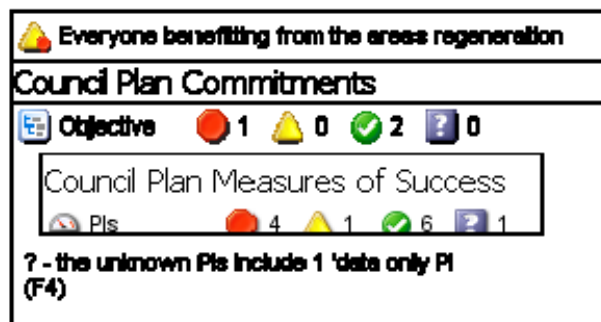 Everyone benefitting from the areas regeneration
Council Plan Commitments
Objective 1 0 2 ? 0
Council Plan Measures of Success
PIs 4 1 6 ? 1
? - the unknown PIs include 1 'data only PI
(F4)